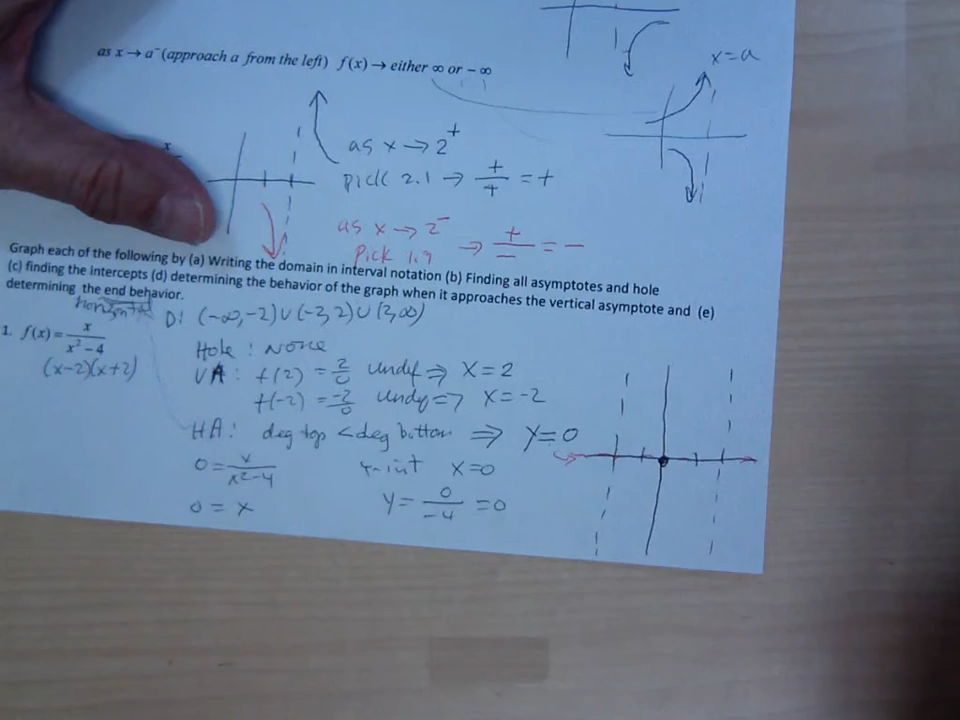 as x → a⁻ (approach a from the left) f(x) → either ∞ or − ∞
x=a
as x → 2⁺
Pick 2.1 → +/+ = +
as x → 2⁻
Pick 1.9 → +/− = −
Graph each of the following by (a) Writing the domain in interval notation (b) Finding all asymptotes and hole
(c) finding the intercepts (d) determining the behavior of the graph when it approaches the vertical asymptote and (e)
determining the end behavior.
horizontal
D: (-∞,-2)∪(-2,2)∪(2,∞)
1. f(x)= x/(x² − 4)
(x-2)(x+2)
Hole: None
VA: f(2) = 2/0 undef ⇒ x=2
f(-2) = -2/0 undef ⇒ x=-2
HA: deg top < deg bottom ⇒ y=0
0 = x/(x²-4)
y-int x=0
0 = x
y = 0/-4 = 0